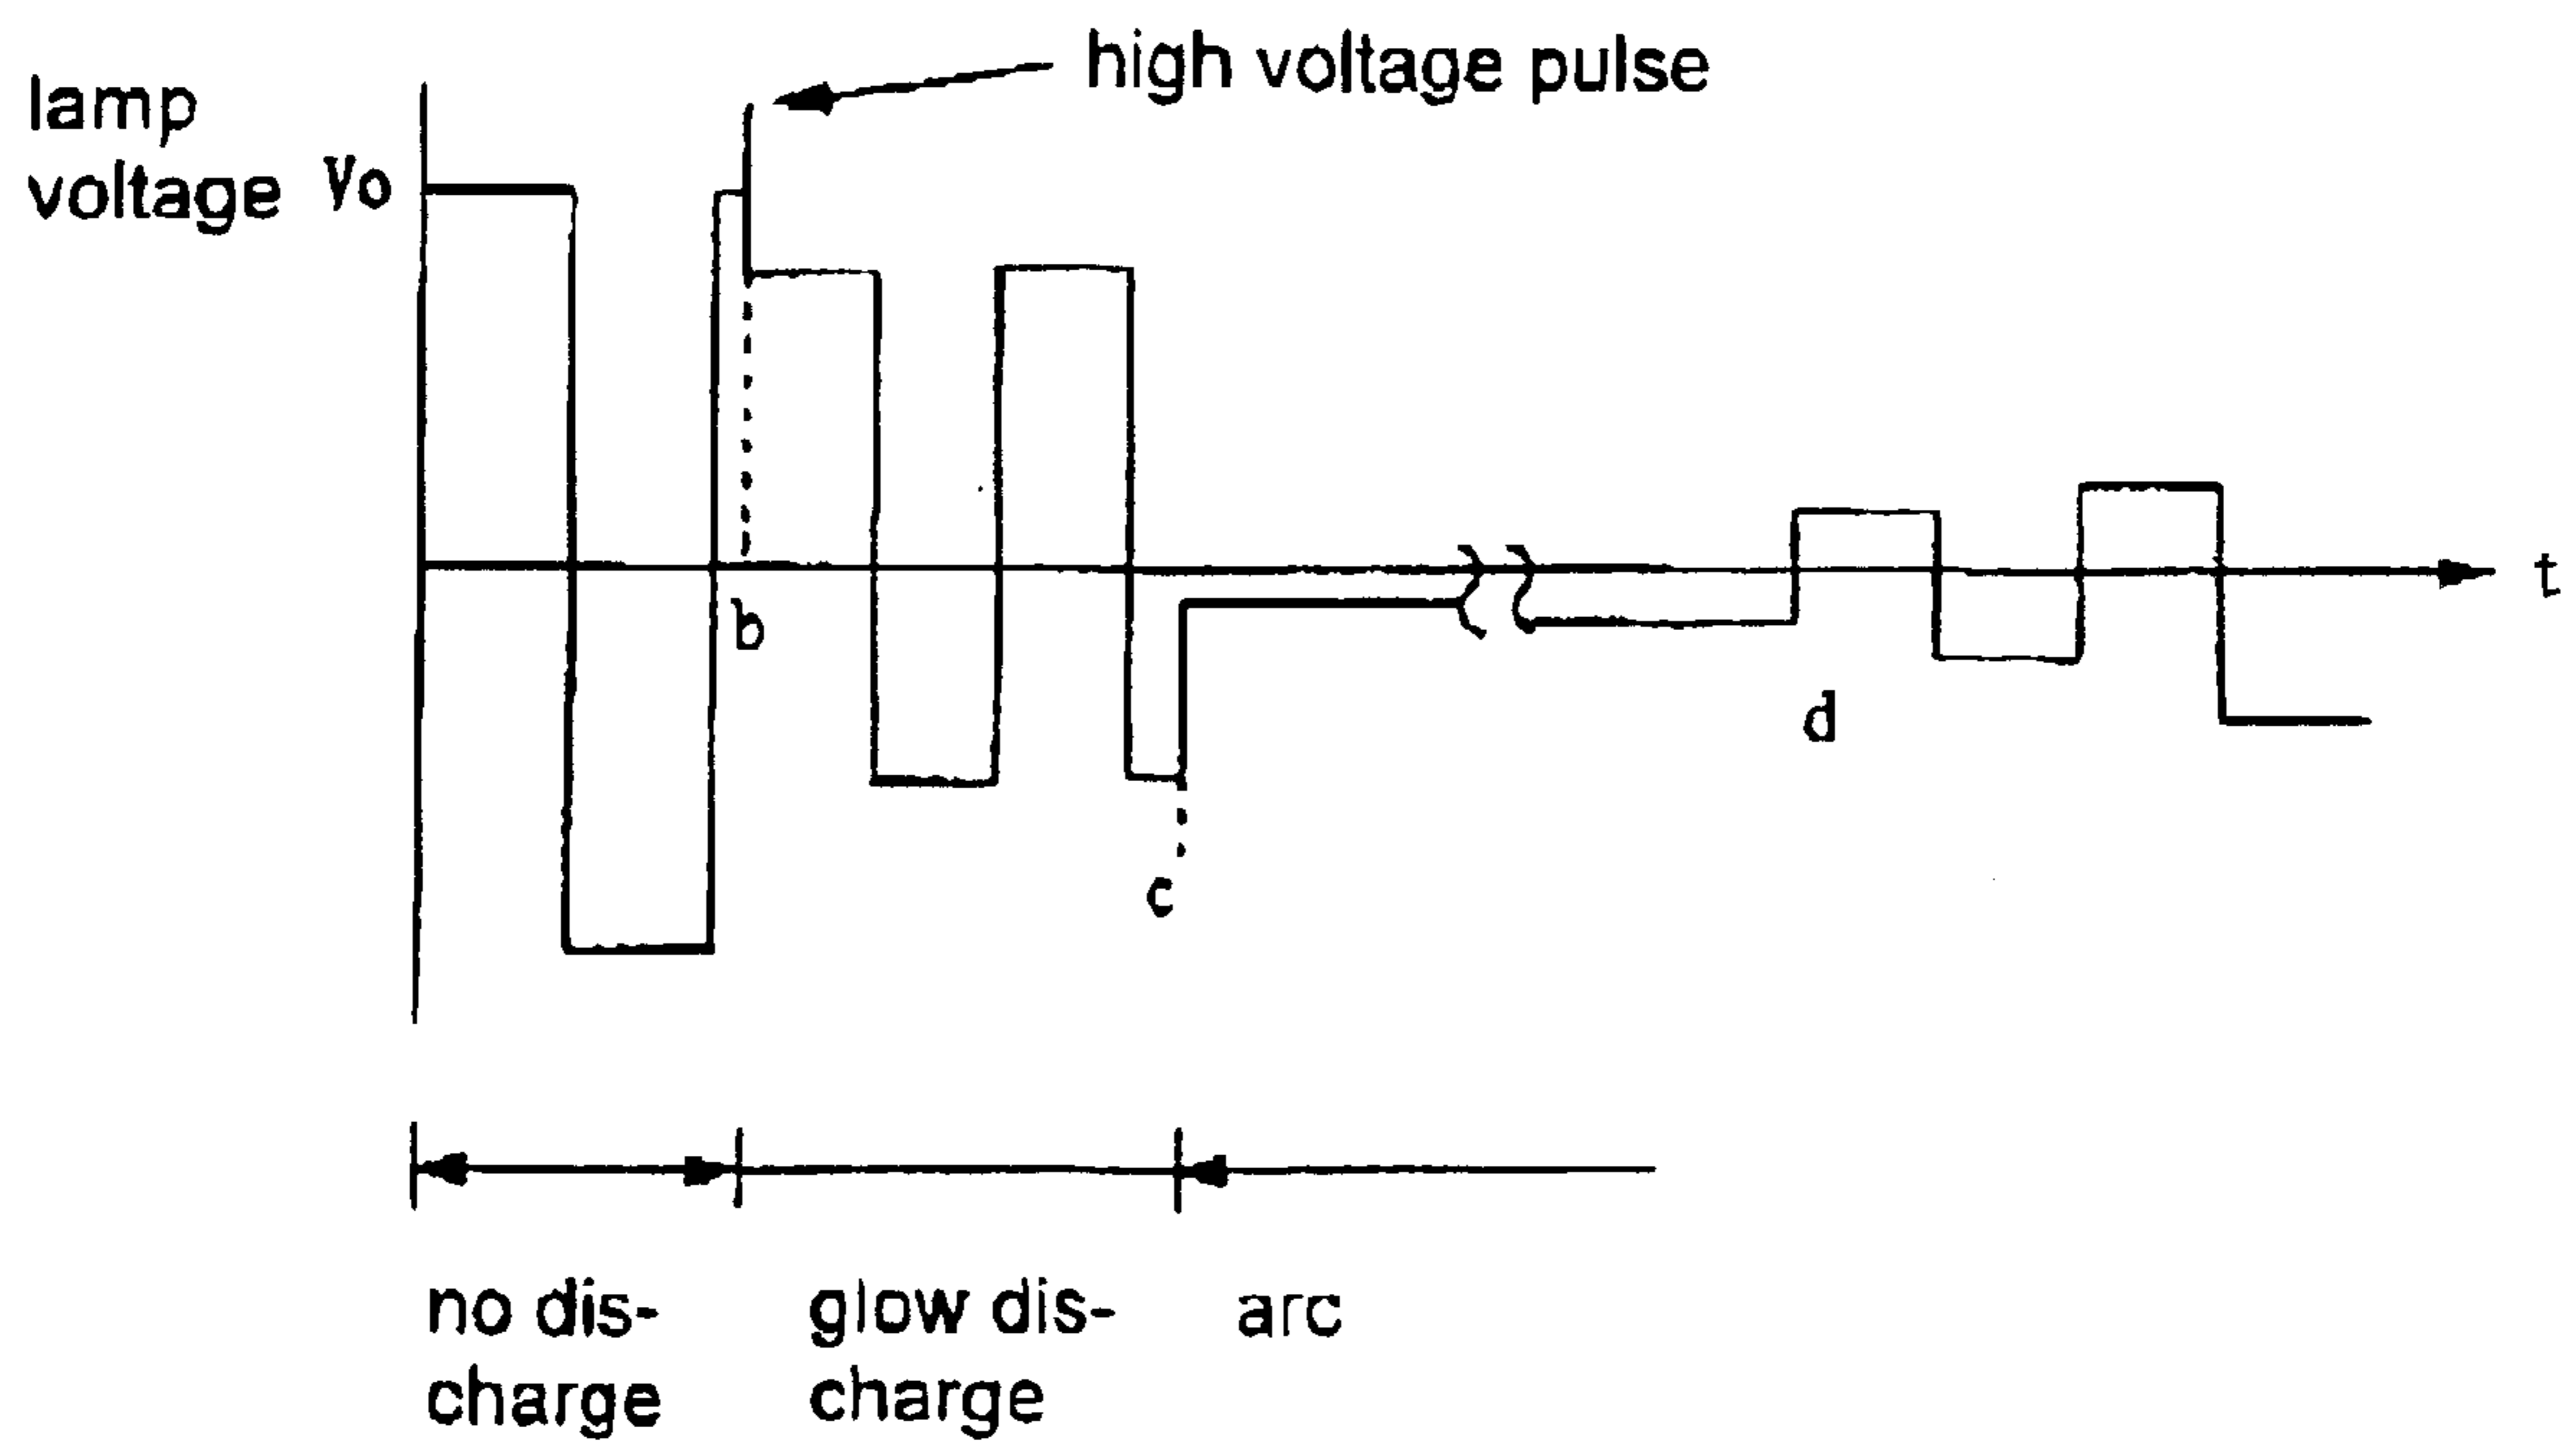 high voltage pulse
lamp
voltage Vo
t
b
d
c
no dis-
charge
glow dis-
charge
arc